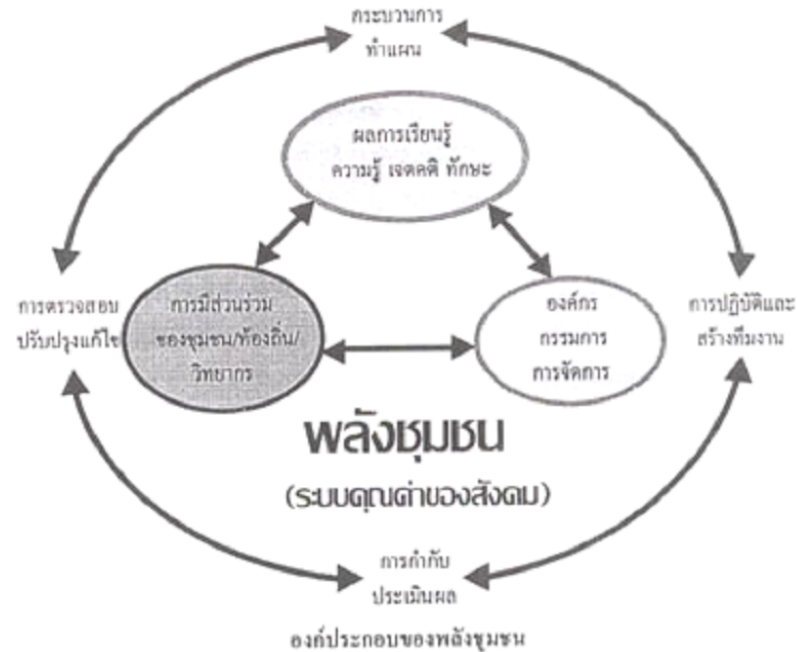 กระบวนการ
ทำแผน
ผลการเรียนรู้
ความรู้ เจตคติ ทักษะ
การตรวจสอบ
ปรับปรุงแก้ไข
การมีส่วนร่วม
ของชุมชน/ท้องถิ่น/
วิทยากร
องค์กร
กรรมการ
การจัดการ
การปฏิบัติและ
สร้างทีมงาน
พลังชุมชน
(ระบบคุณค่าของสังคม)
การกำกับ
ประเมินผล
องค์ประกอบของพลังชุมชน